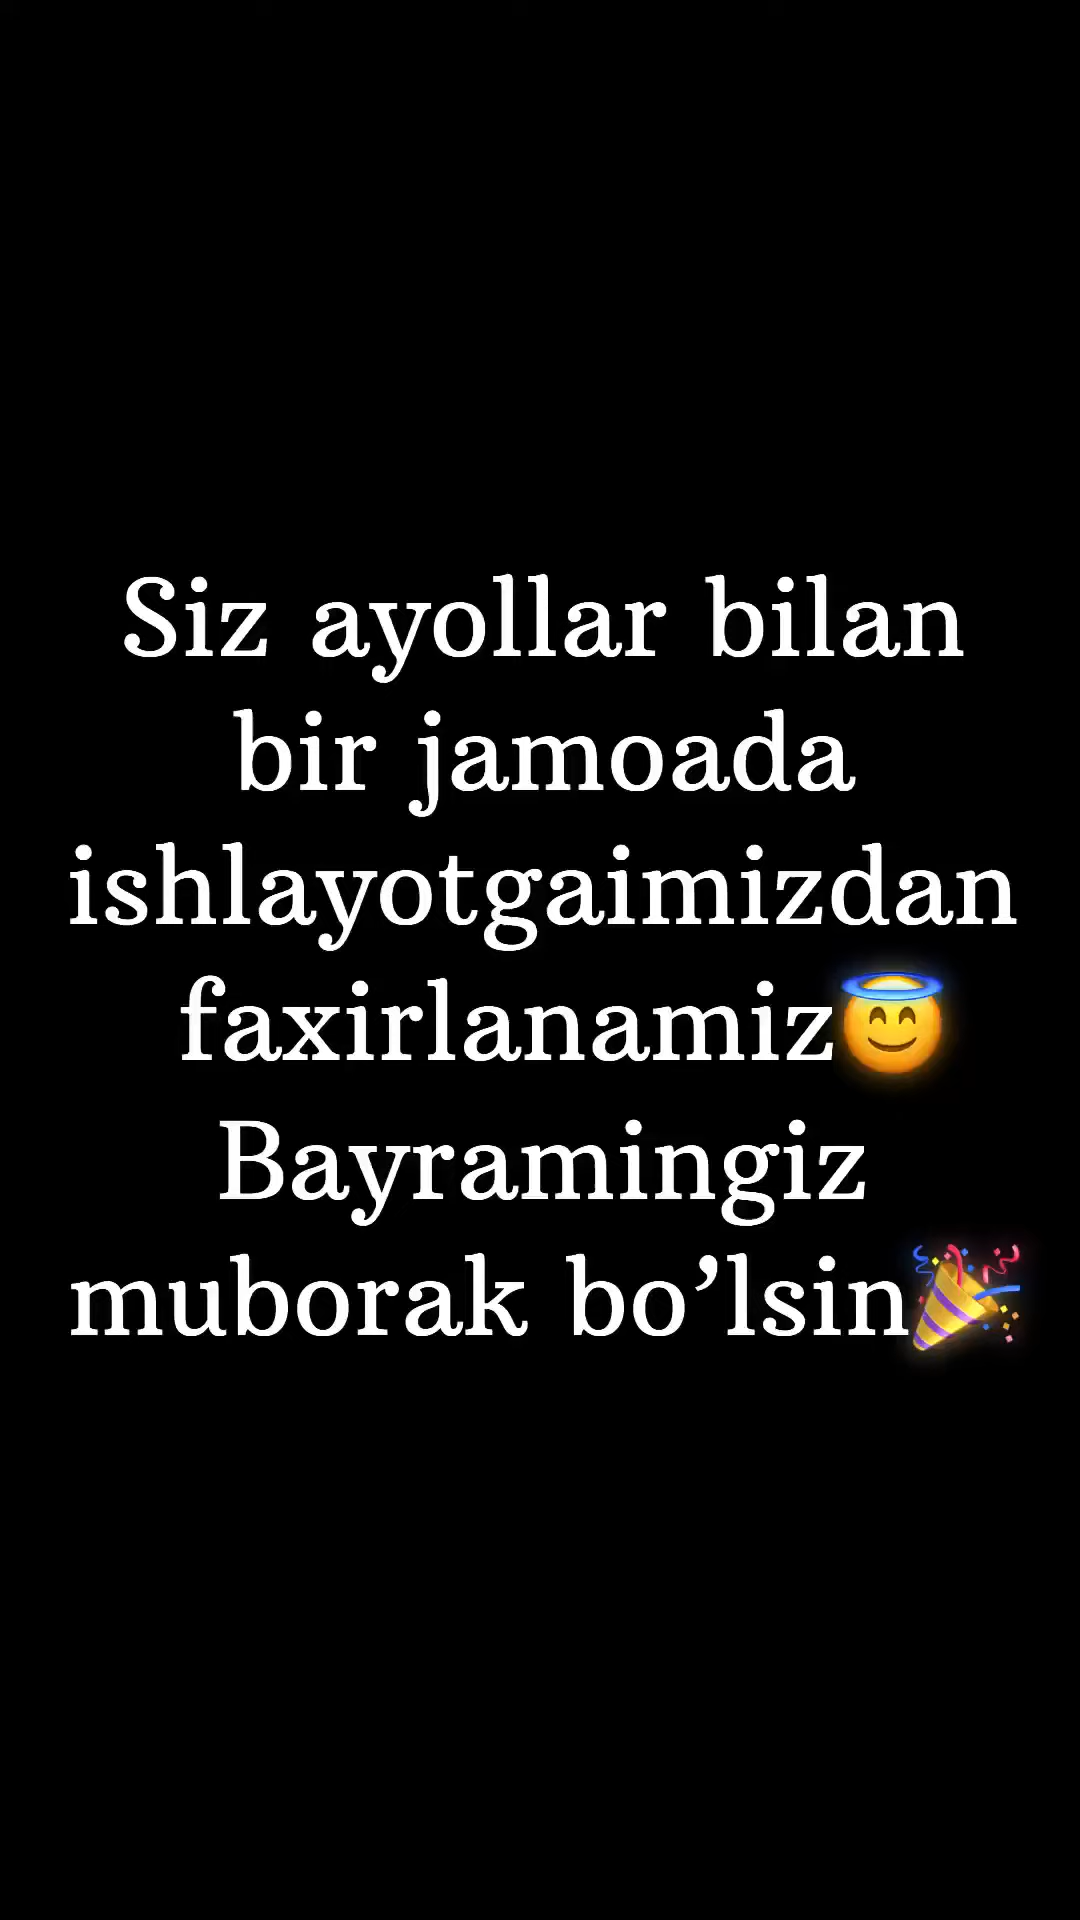 Siz ayollar bilan
bir jamoada
ishlayotgaimizdan
faxirlanamiz😇
Bayramingiz
muborak bo’lsin🎉